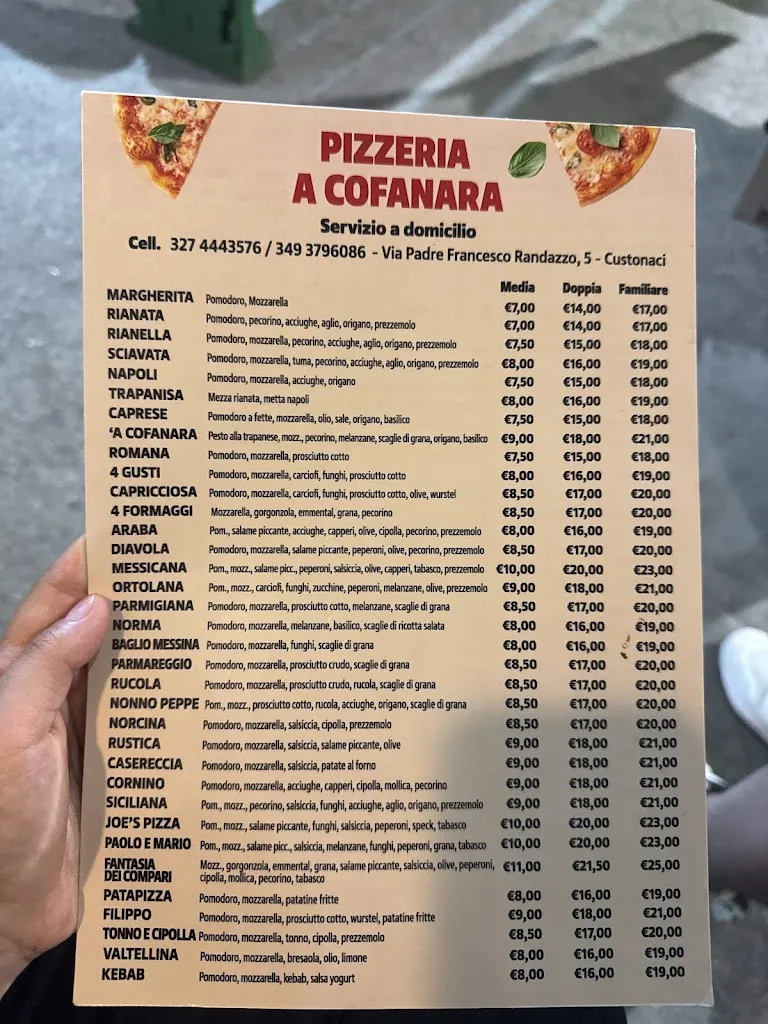 PIZZERIA
A COFANARA
Servizio a domicilio
Cell. 327 4443576 / 349 3796086 - Via Padre Francesco Randazzo, 5 - Custonaci
Media Doppia Familiare
MARGHERITA Pomodoro, Mozzarella €7,00 €14,00 €17,00
RIANATA Pomodoro, pecorino, acciughe, aglio, origano, prezzemolo €7,00 €14,00 €17,00
RIANELLA Pomodoro, mozzarella, pecorino, acciughe, aglio, origano, prezzemolo €7,50 €15,00 €18,00
SCIAVATA Pomodoro, mozzarella, tuma, pecorino, acciughe, aglio, origano, prezzemolo €8,00 €16,00 €19,00
NAPOLI Pomodoro, mozzarella, acciughe, origano €7,50 €15,00 €18,00
TRAPANISA Mezza rianata, metta napoli €8,00 €16,00 €19,00
CAPRESE Pomodoro a fette, mozzarella, olio, sale, origano, basilico €7,50 €15,00 €18,00
'A COFANARA Pesto alla trapanese, mozz., pecorino, melanzane, scaglie di grana, origano, basilico €9,00 €18,00 €21,00
ROMANA Pomodoro, mozzarella, prosciutto cotto €7,50 €15,00 €18,00
4 GUSTI Pomodoro, mozzarella, carciofi, funghi, prosciutto cotto €8,00 €16,00 €19,00
CAPRICCIOSA Pomodoro, mozzarella, carciofi, funghi, prosciutto cotto, olive, wurstel €8,50 €17,00 €20,00
4 FORMAGGI Mozzarella, gorgonzola, emmental, grana, pecorino €8,50 €17,00 €20,00
ARABA Pom., salame piccante, acciughe, capperi, olive, cipolla, pecorino, prezzemolo €8,00 €16,00 €19,00
DIAVOLA Pomodoro, mozzarella, salame piccante, peperoni, olive, pecorino, prezzemolo €8,50 €17,00 €20,00
MESSICANA Pom., mozz., salame picc., peperoni, salsiccia, olive, capperi, tabasco, prezzemolo €10,00 €20,00 €23,00
ORTOLANA Pom., mozz., carciofi, funghi, zucchine, peperoni, melanzane, olive, prezzemolo €9,00 €18,00 €21,00
PARMIGIANA Pomodoro, mozzarella, prosciutto cotto, melanzane, scaglie di grana €8,50 €17,00 €20,00
NORMA Pomodoro, mozzarella, melanzane, basilico, scaglie di ricotta salata €8,00 €16,00 €19,00
BAGLIO MESSINA Pomodoro, mozzarella, funghi, scaglie di grana €8,00 €16,00 €19,00
PARMAREGGIO Pomodoro, mozzarella, prosciutto crudo, scaglie di grana €8,50 €17,00 €20,00
RUCOLA Pomodoro, mozzarella, prosciutto crudo, rucola, scaglie di grana €8,50 €17,00 €20,00
NONNO PEPPE Pom., mozz., prosciutto cotto, rucola, acciughe, origano, scaglie di grana €8,50 €17,00 €20,00
NORCINA Pomodoro, mozzarella, salsiccia, cipolla, prezzemolo €8,50 €17,00 €20,00
RUSTICA Pomodoro, mozzarella, salsiccia, salame piccante, olive €9,00 €18,00 €21,00
CASERECCIA Pomodoro, mozzarella, salsiccia, patate al forno €9,00 €18,00 €21,00
CORNINO Pomodoro, mozzarella, acciughe, capperi, cipolla, mollica, pecorino €9,00 €18,00 €21,00
SICILIANA Pom., mozz., pecorino, salsiccia, funghi, acciughe, aglio, origano, prezzemolo €9,00 €18,00 €21,00
JOE'S PIZZA Pom., mozz., salame piccante, funghi, salsiccia, peperoni, speck, tabasco €10,00 €20,00 €23,00
PAOLO E MARIO Pom., mozz., salame picc., salsiccia, melanzane, funghi, peperoni, grana, tabasco €10,00 €20,00 €23,00
FANTASIA Mozz., gorgonzola, emmental, grana, salame piccante, salsiccia, olive, peperoni, €11,00 €21,50 €25,00
DEI COMPARI cipolla, mollica, pecorino, tabasco
PATAPIZZA Pomodoro, mozzarella, patatine fritte €8,00 €16,00 €19,00
FILIPPO Pomodoro, mozzarella, prosciutto cotto, wurstel, patatine fritte €9,00 €18,00 €21,00
TONNO E CIPOLLA Pomodoro, mozzarella, tonno, cipolla, prezzemolo €8,50 €17,00 €20,00
VALTELLINA Pomodoro, mozzarella, bresaola, olio, limone €8,00 €16,00 €19,00
KEBAB Pomodoro, mozzarella, kebab, salsa yogurt €8,00 €16,00 €19,00